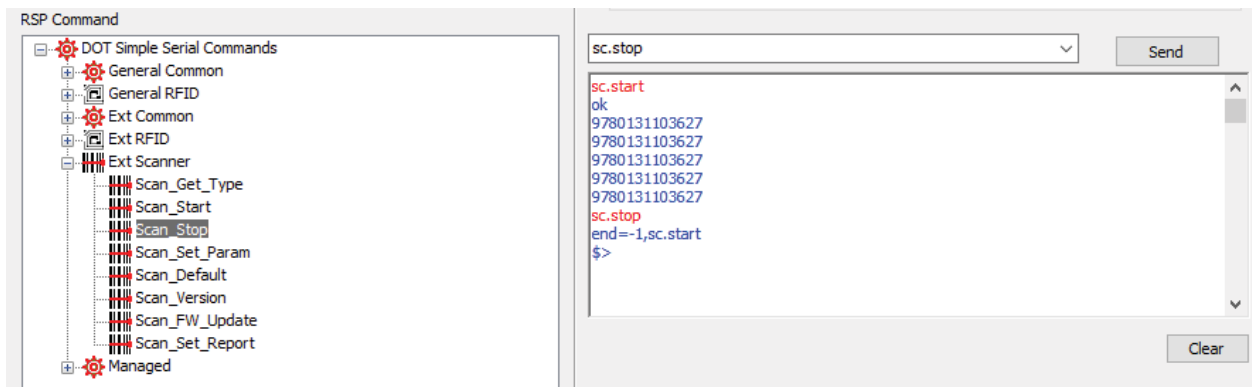 RSP Command
DOT Simple Serial Commands
General Common
General RFID
Ext Common
Ext RFID
Ext Scanner
Scan_Get_Type
Scan_Start
Scan_Stop
Scan_Set_Param
Scan_Default
Scan_Version
Scan_FW_Update
Scan_Set_Report
Managed
sc.stop
Send
sc.start
ok
9780131103627
9780131103627
9780131103627
9780131103627
9780131103627
sc.stop
end=-1,sc.start
$>
Clear